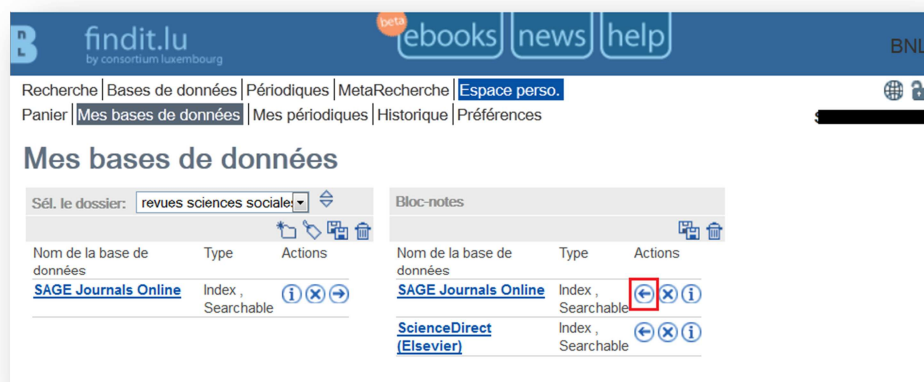 findit.lu
by consortium luxembourg
beta
ebooks news help
BNL
Recherche Bases de données Périodiques MetaRecherche Espace perso.
Panier Mes bases de données Mes périodiques Historique Préférences
Mes bases de données
Sél. le dossier: revues sciences sociale
Nom de la base de données Type Actions
SAGE Journals Online Index , Searchable
Bloc-notes
Nom de la base de données Type Actions
SAGE Journals Online Index , Searchable
ScienceDirect (Elsevier) Index , Searchable